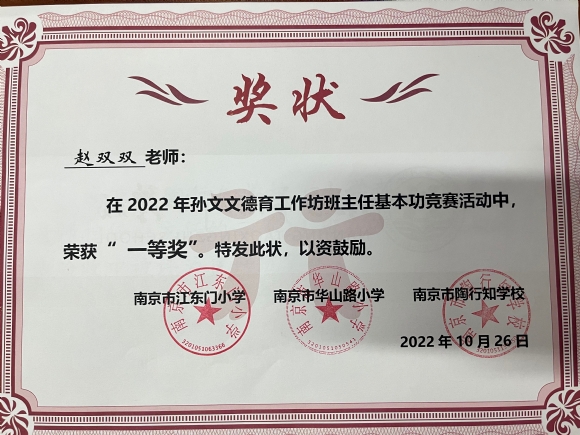 奖状
赵双双 老师：
在 2022 年孙文文德育工作坊班主任基本功竞赛活动中，
荣获“ 一等奖”。特发此状，以资鼓励。
南京市江东门小学 南京市华山路小学 南京市陶行知学校
2022 年 10 月 26 日